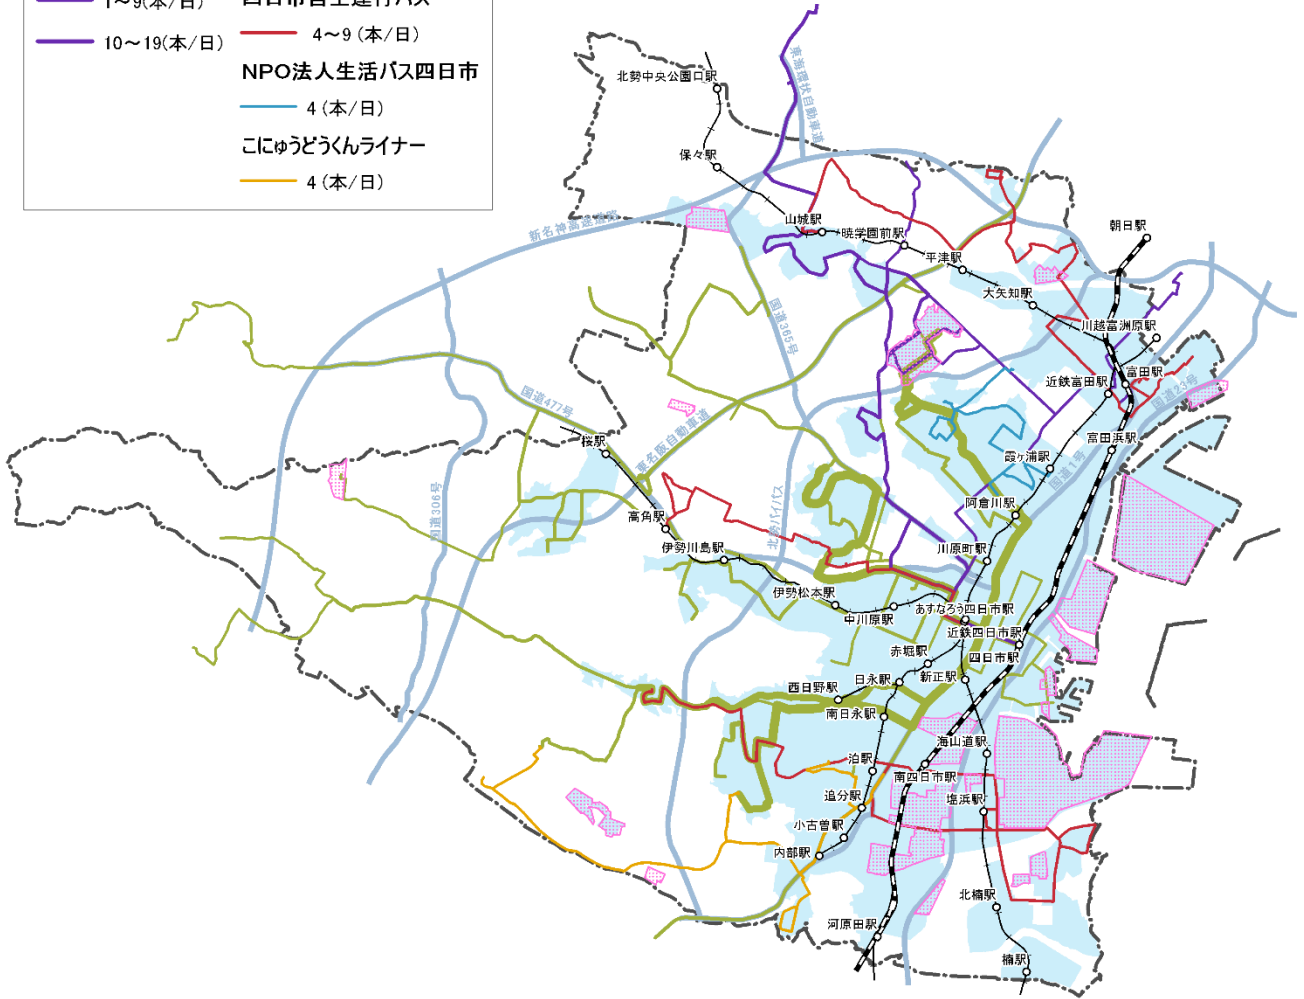 1～9(本/日)
四日市自主運行バス
10～19(本/日)
4～9 (本/日)
NPO法人生活バス四日市
4 (本/日)
こにゅうどうくんライナー
4 (本/日)
東海環状自動車道
北勢中央公園口駅
保々駅
新名神高速道路
山城駅
暁学園前駅
平津駅
朝日駅
大矢知駅
川越富洲原駅
国道365号
国道477号
近鉄富田駅
富田駅
国道23号
桜駅
東名阪自動車道
富田浜駅
霞ヶ浦駅
国道1号
国道306号
北勢バイパス
高角駅
阿倉川駅
伊勢川島駅
川原町駅
伊勢松本駅
中川原駅
あすなろう四日市駅
近鉄四日市駅
赤堀駅
四日市駅
西日野駅
日永駅
新正駅
南日永駅
海山道駅
泊駅
南四日市駅
追分駅
塩浜駅
小古曽駅
内部駅
北楠駅
河原田駅
楠駅